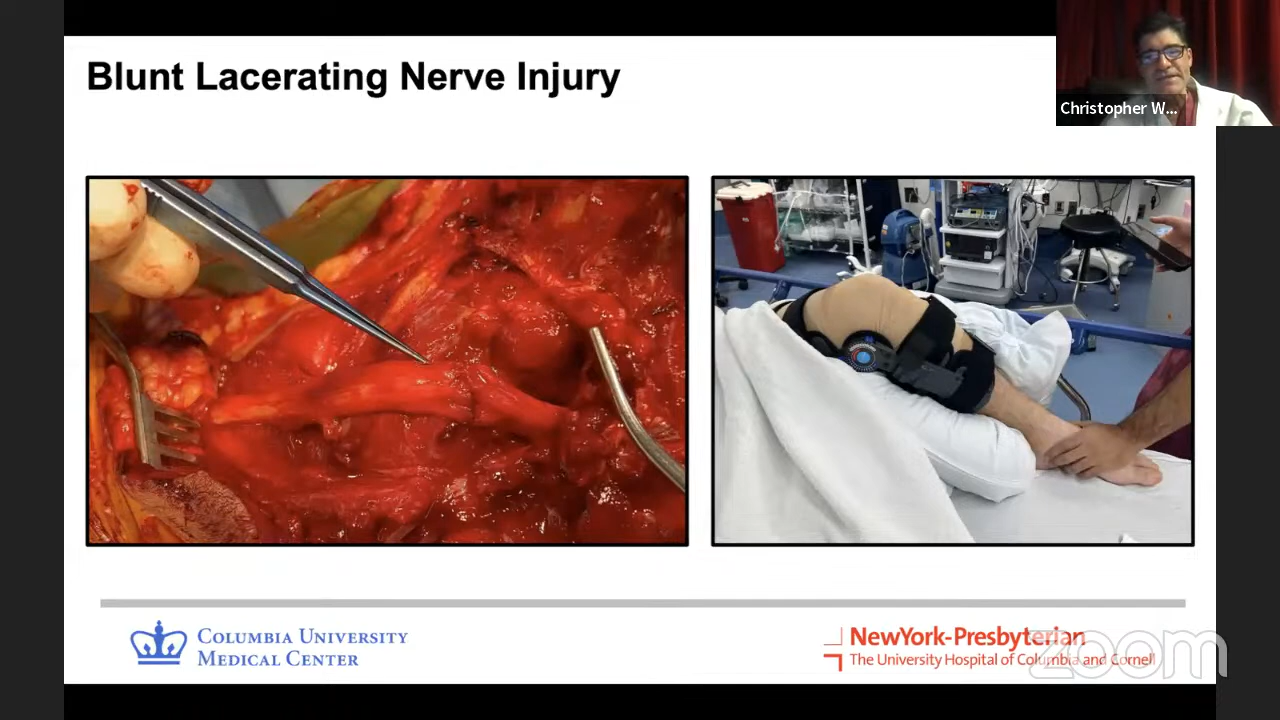 Blunt Lacerating Nerve Injury
Christopher W...
COLUMBIA UNIVERSITY
MEDICAL CENTER
NewYork-Presbyterian
The University Hospital of Columbia and Cornell
zoom